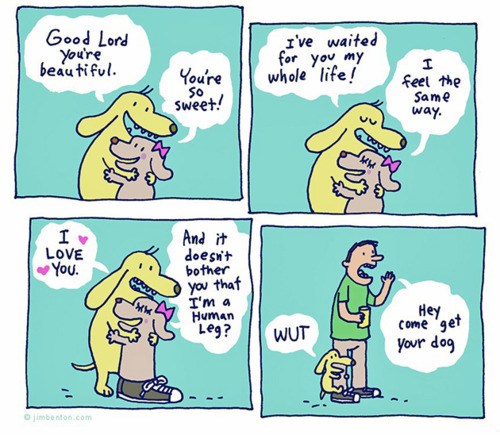 Good Lord
You're
beautiful.
You're
so
sweet!
I've waited
for you my
whole life!
I
feel the
same
way.
I
LOVE
You.
And it
doesn't
bother
you that
I'm a
Human
Leg?
WUT
Hey
come get
your dog
© jimbenton.com